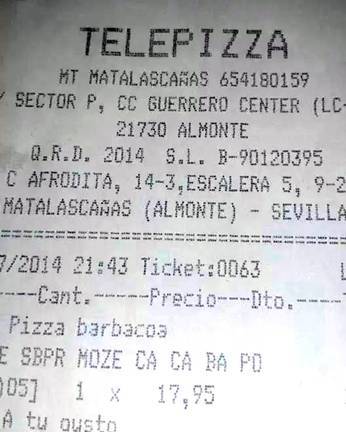 TELEPIZZA
MT MATALASCAÑAS 654180159
/ SECTOR P, CC GUERRERO CENTER (LC-
21730 ALMONTE
Q.R.D. 2014 S.L. B-90120395
C AFRODITA, 14-3,ESCALERA 5, 9-2
MATALASCAÑAS (ALMONTE) - SEVILLA
7/2014 21:43 Ticket:0063 L
----Cant.-----Precio---Dto.----T
Pizza barbacoa
E SBPR MOZE CA CA BA PO
005] 1 x 17,95
A tu gusto